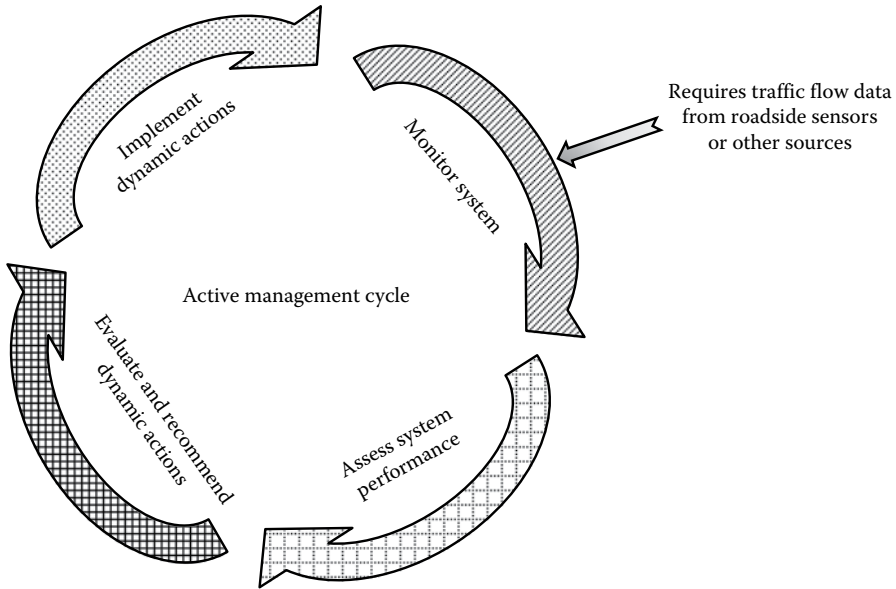 Implement
dynamic actions
Monitor system
Requires traffic flow data
from roadside sensors
or other sources
Active management cycle
Evaluate and recommend
dynamic actions
Assess system
performance